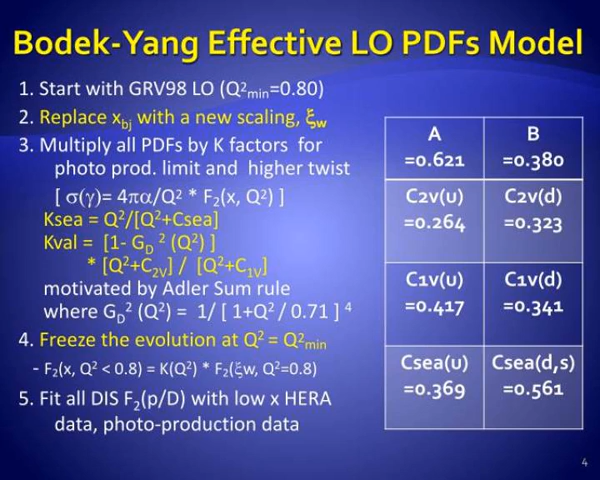 Bodek-Yang Effective LO PDFs Model
1. Start with GRV98 LO (Q²min=0.80)
2. Replace xbj with a new scaling, ξw
3. Multiply all PDFs by K factors for
photo prod. limit and higher twist
[ σ(γ)= 4πα/Q² * F₂(x, Q²) ]
Ksea = Q²/[Q²+Csea]
Kval = [1- G_D ² (Q²) ]
* [Q²+C₂V] / [Q²+C₁V]
motivated by Adler Sum rule
where G_D² (Q²) = 1/ [ 1+Q² / 0.71 ] ⁴
4. Freeze the evolution at Q² = Q²min
- F₂(x, Q² < 0.8) = K(Q²) * F₂(ξw, Q²=0.8)
5. Fit all DIS F₂(p/D) with low x HERA
data, photo-production data
A
=0.621
B
=0.380
C2v(u)
=0.264
C2v(d)
=0.323
C1v(u)
=0.417
C1v(d)
=0.341
Csea(u)
=0.369
Csea(d,s)
=0.561
4